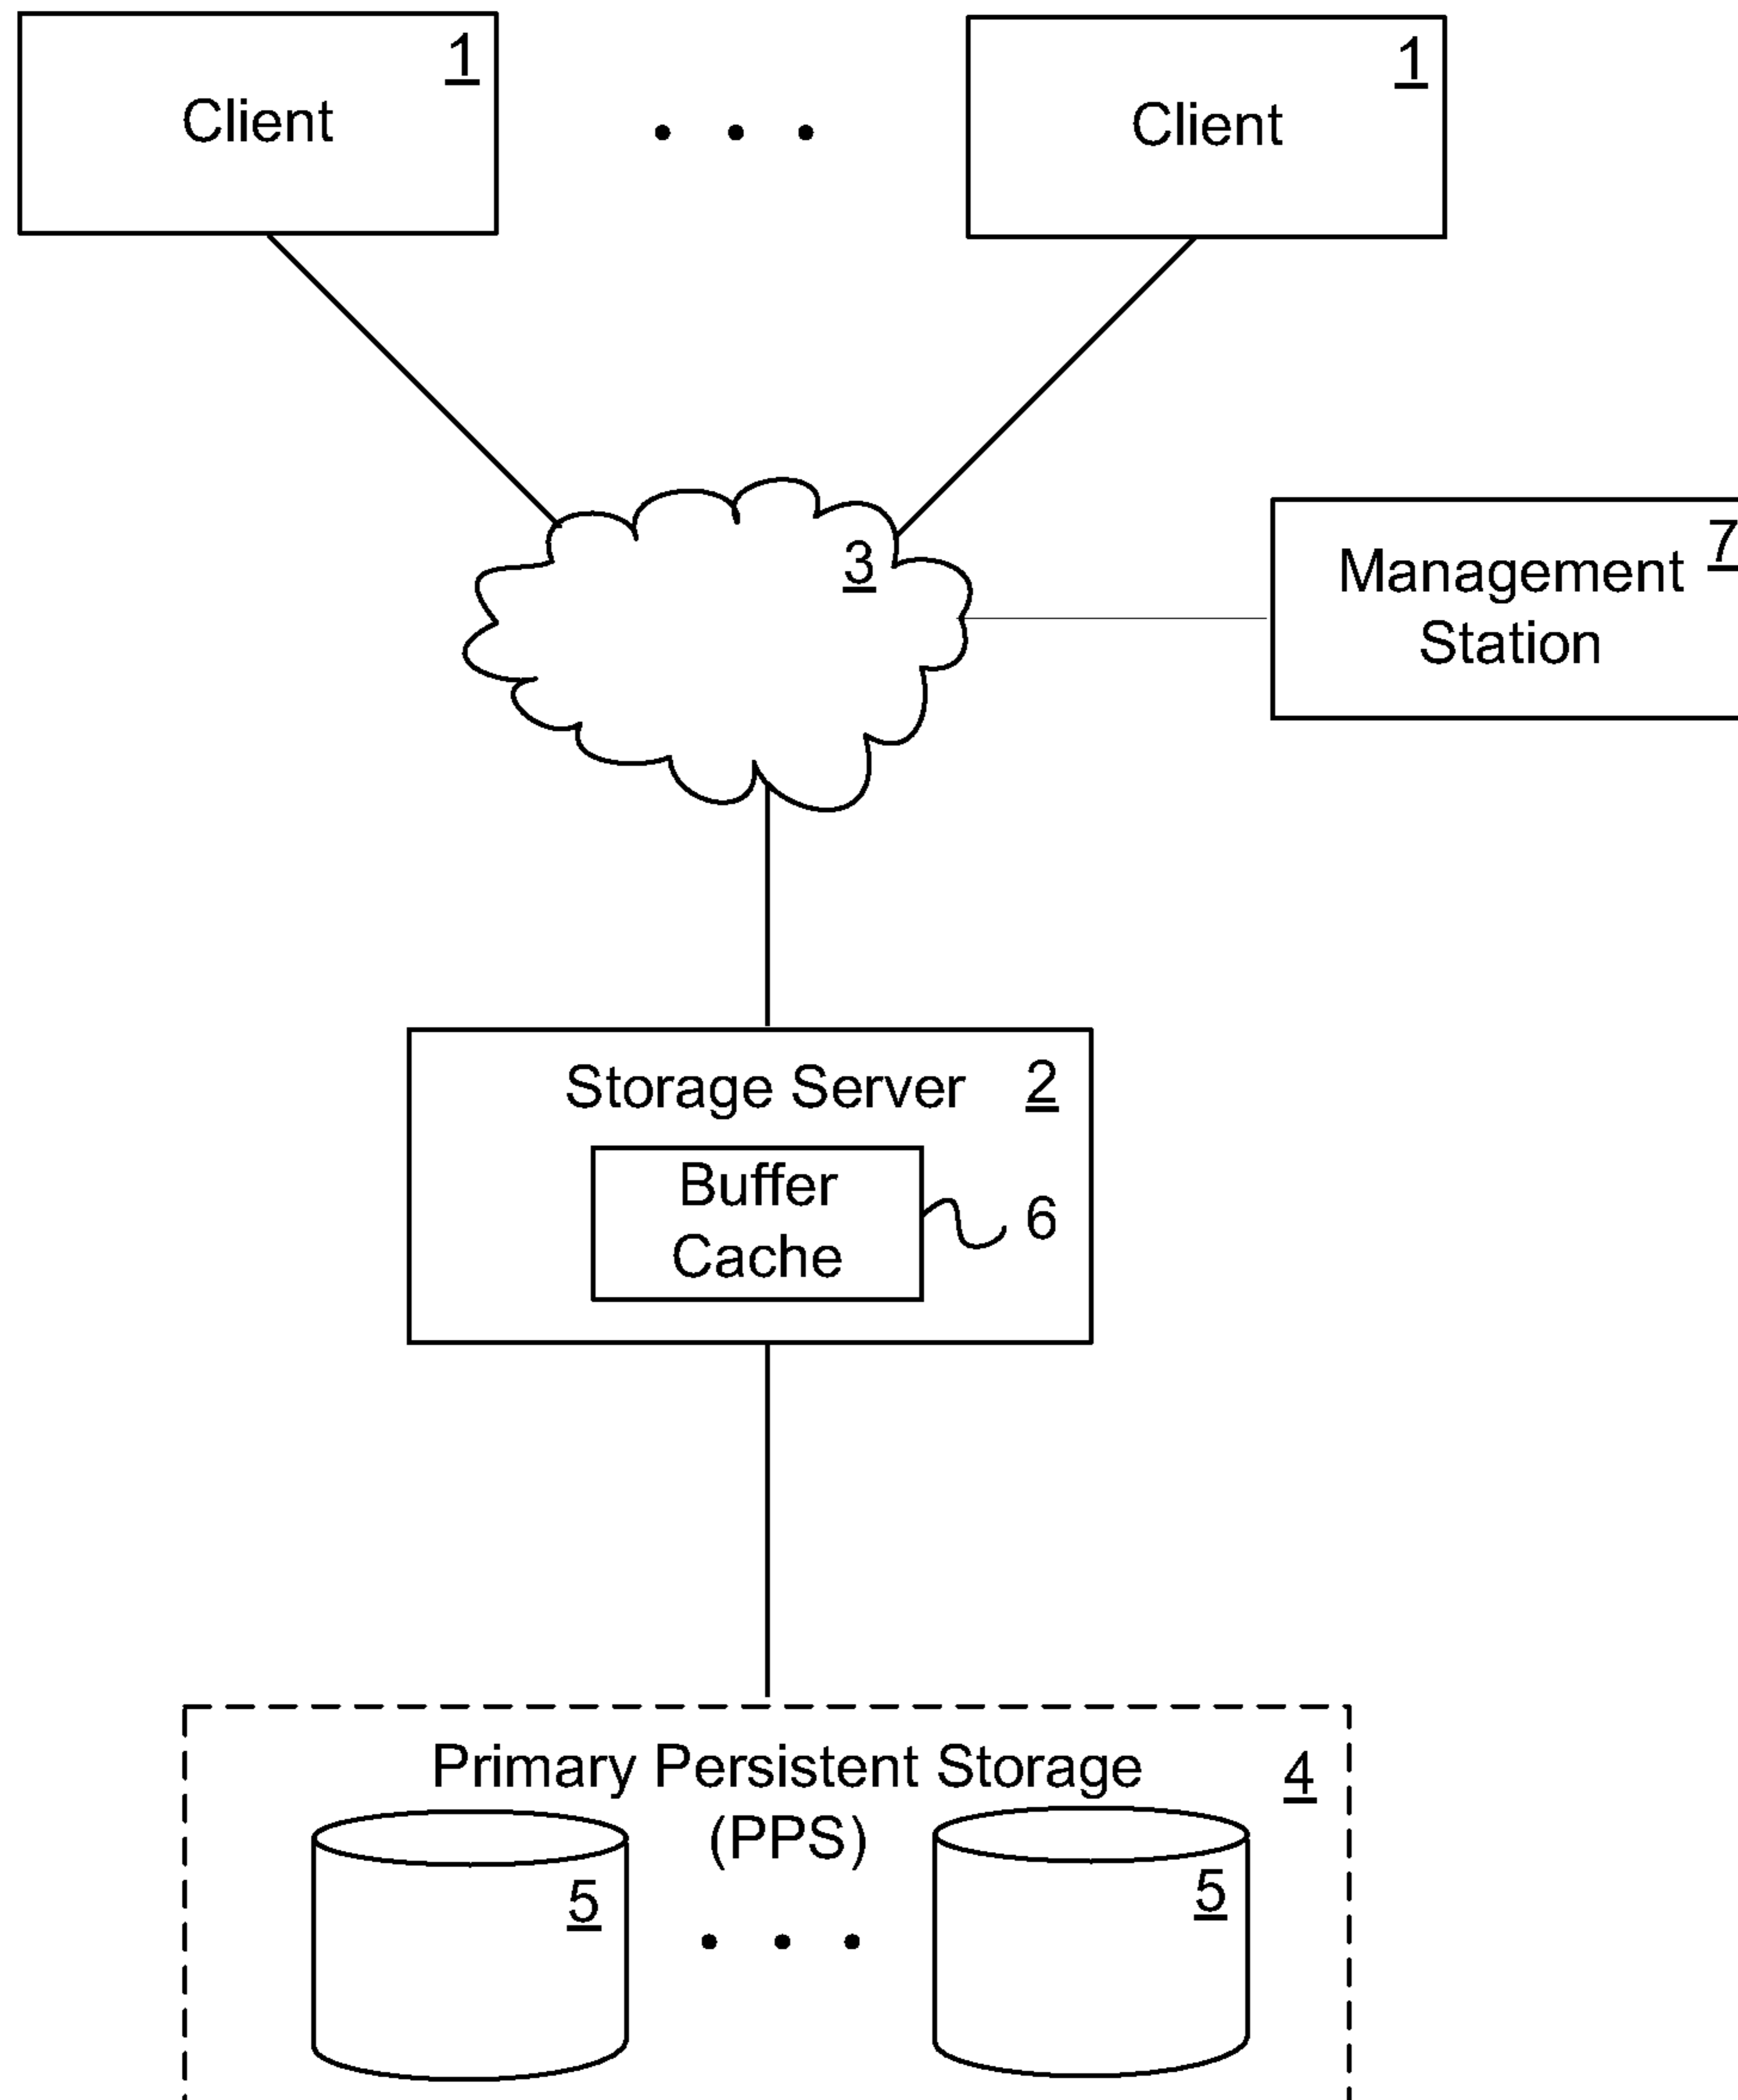 1
Client
1
Client
3
7
Management
Station
Storage Server 2
Buffer
Cache
6
Primary Persistent Storage
(PPS)
4
5
5